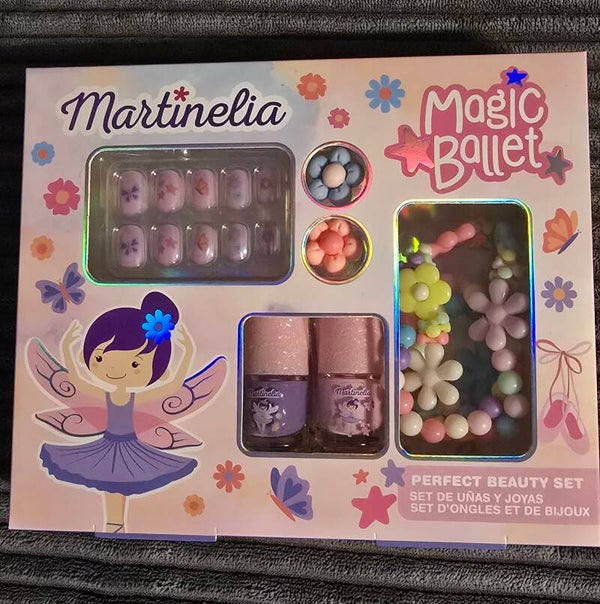 Martinelia
Magic
Ballet
Martinelia
Martinelia
PERFECT BEAUTY SET
SET DE UÑAS Y JOYAS
SET D'ONGLES ET DE BIJOUX